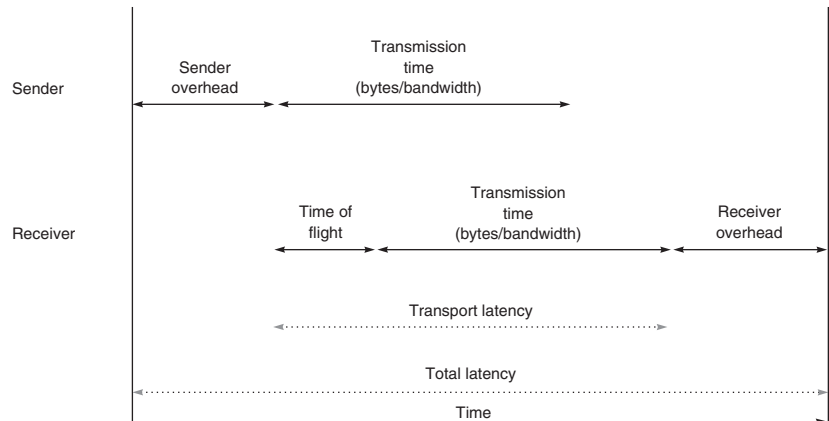 Sender
Sender
overhead
Transmission
time
(bytes/bandwidth)
Receiver
Time of
flight
Transmission
time
(bytes/bandwidth)
Receiver
overhead
Transport latency
Total latency
Time